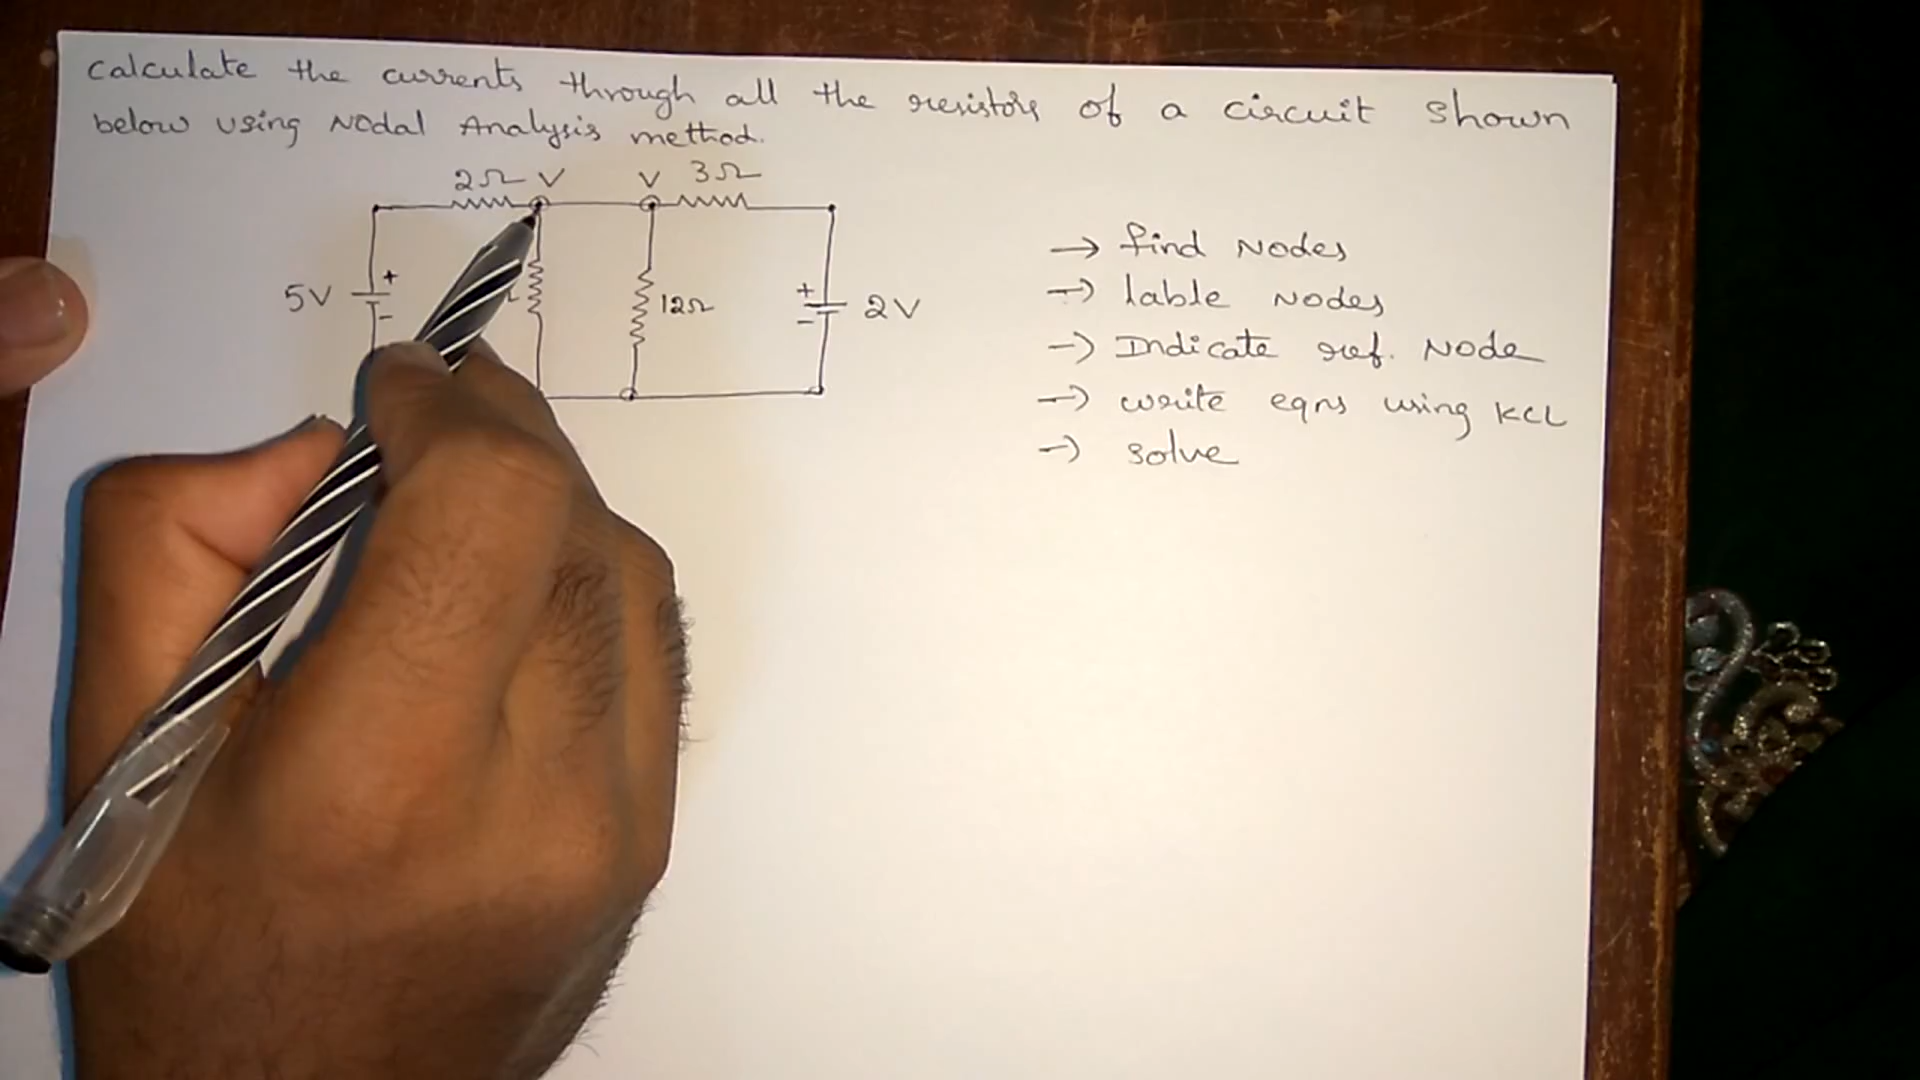 calculate the currents through all the resistors of a circuit shown
below using Nodal Analysis method.
2Ω V V 3Ω
5V + - 12Ω + - 2V
→ find Nodes
→ lable Nodes
→ Indicate ref. Node
→ write eqns using KCL
→ solve